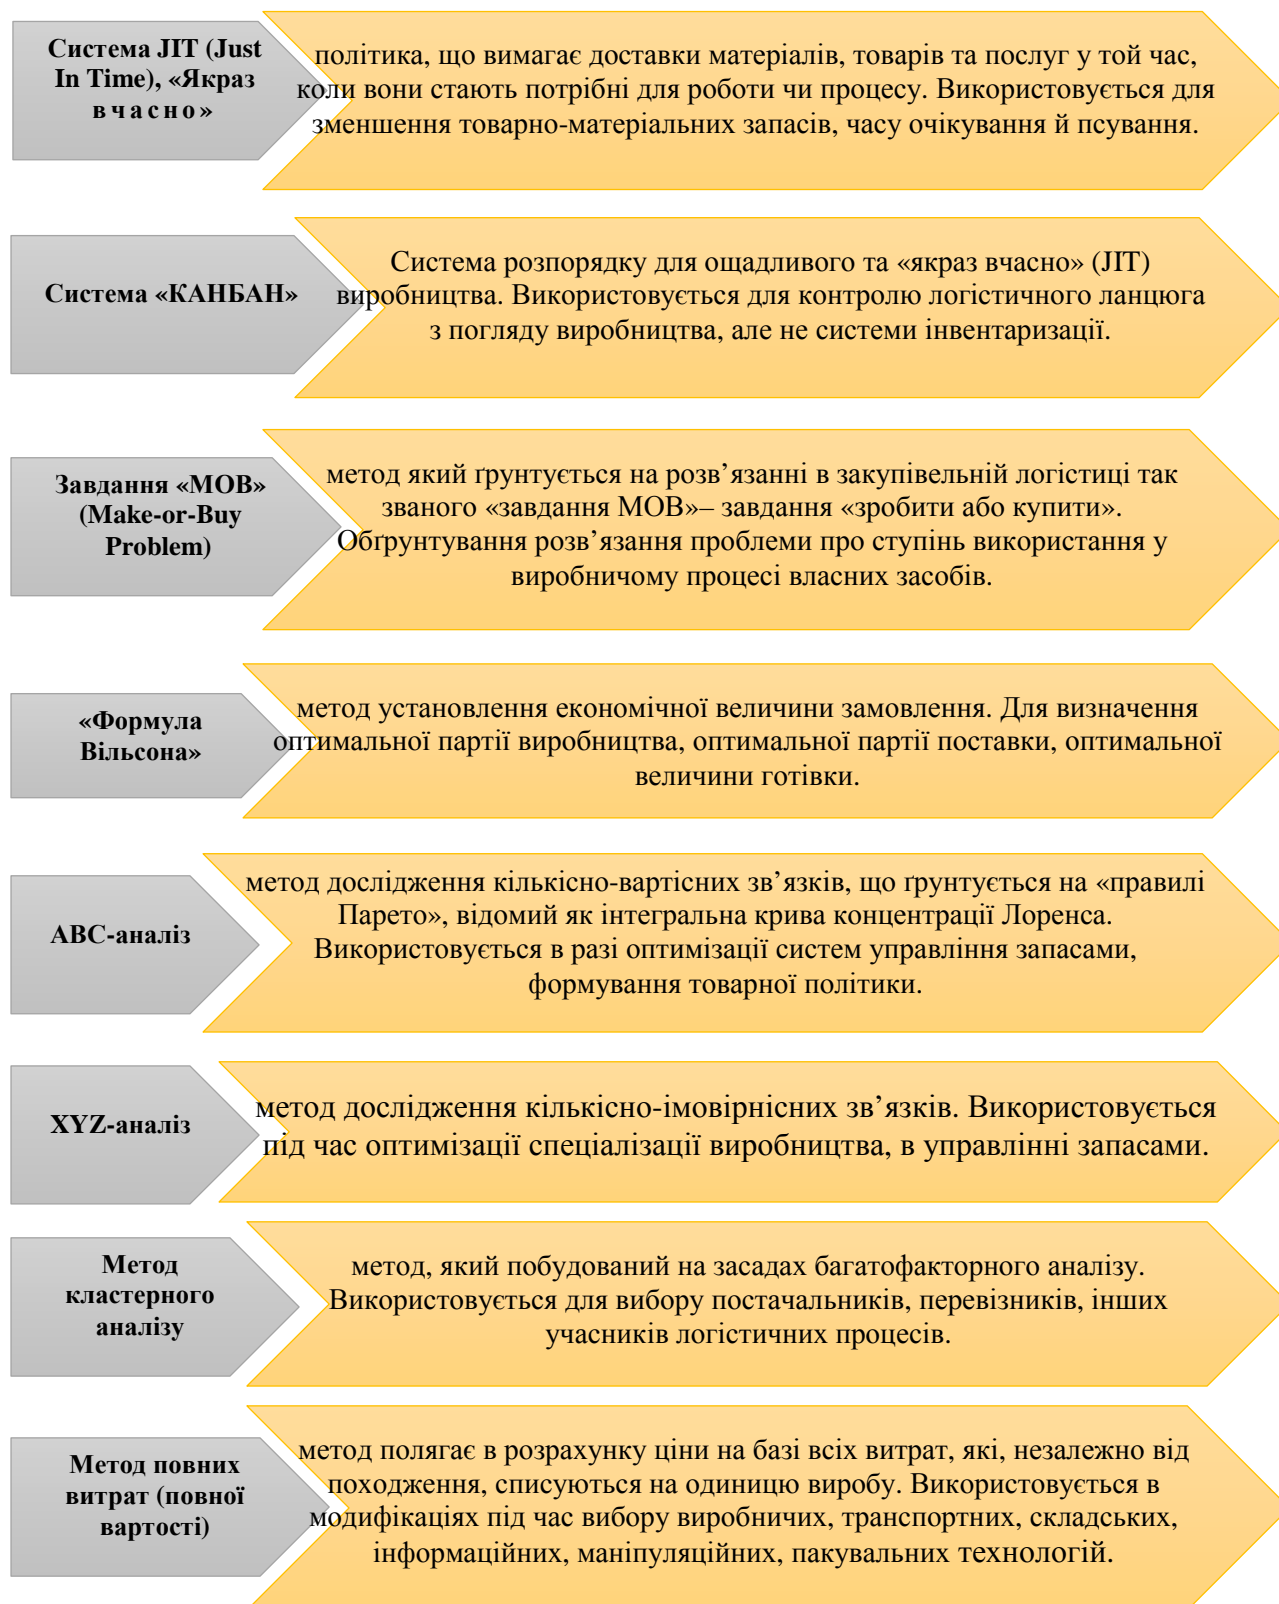 Система JIT (Just
In Time), «Якраз
вчасно»
політика, що вимагає доставки матеріалів, товарів та послуг у той час,
коли вони стають потрібні для роботи чи процесу. Використовується для
зменшення товарно-матеріальних запасів, часу очікування й псування.
Система «КАНБАН»
Система розпорядку для ощадливого та «якраз вчасно» (JIT)
виробництва. Використовується для контролю логістичного ланцюга
з погляду виробництва, але не системи інвентаризації.
Завдання «МОВ»
(Make-or-Buy
Problem)
метод який ґрунтується на розв’язанні в закупівельній логістиці так
званого «завдання МОВ»– завдання «зробити або купити».
Обґрунтування розв’язання проблеми про ступінь використання у
виробничому процесі власних засобів.
«Формула
Вільсона»
метод установлення економічної величини замовлення. Для визначення
оптимальної партії виробництва, оптимальної партії поставки, оптимальної
величини готівки.
АВС-аналіз
метод дослідження кількісно-вартісних зв’язків, що ґрунтується на «правилі
Парето», відомий як інтегральна крива концентрації Лоренса.
Використовується в разі оптимізації систем управління запасами,
формування товарної політики.
XYZ-аналіз
метод дослідження кількісно-імовірнісних зв’язків. Використовується
під час оптимізації спеціалізації виробництва, в управлінні запасами.
Метод
кластерного
аналізу
метод, який побудований на засадах багатофакторного аналізу.
Використовується для вибору постачальників, перевізників, інших
учасників логістичних процесів.
Метод повних
витрат (повної
вартості)
метод полягає в розрахунку ціни на базі всіх витрат, які, незалежно від
походження, списуються на одиницю виробу. Використовується в
модифікаціях під час вибору виробничих, транспортних, складських,
інформаційних, маніпуляційних, пакувальних технологій.